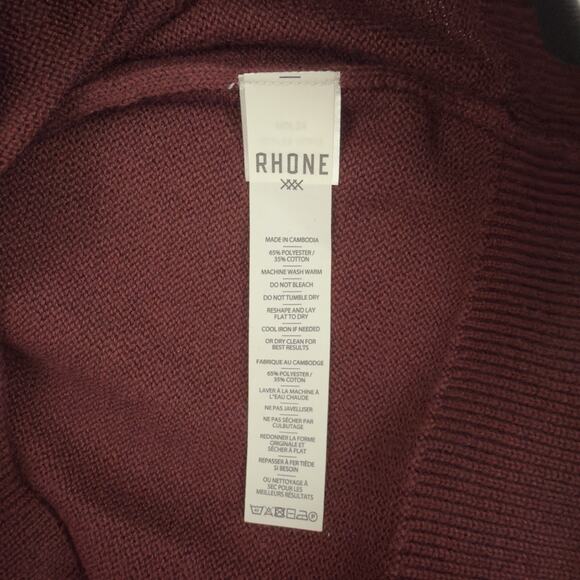 RHONE
MADE IN CAMBODIA
65% POLYESTER /
35% COTTON
MACHINE WASH WARM
DO NOT BLEACH
DO NOT TUMBLE DRY
RESHAPE AND LAY
FLAT TO DRY
COOL IRON IF NEEDED
OR DRY CLEAN FOR
BEST RESULTS
FABRIQUE AU CAMBODGE
65% POLYESTER /
35% COTTON
LAVER À LA MACHINE À
L'EAU CHAUDE
NE PAS JAVELLISER
NE PAS SÉCHER PAR
CULBUTAGE
REDONNER LA FORME
ORIGINALE ET
SÉCHER À PLAT
REPASSER À FER TIÈDE
SI BESOIN
OU NETTOYAGE À
SEC POUR LES
MEILLEURS RÉSULTATS